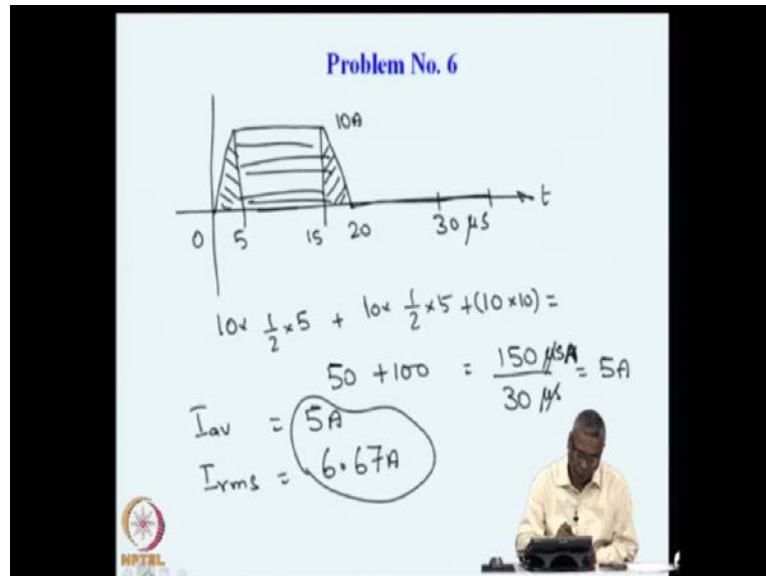 Problem No. 6
10A
0 5 15 20 30 μs t
10× 1/2 ×5 + 10× 1/2 ×5 +(10×10) =
50 +100 = 150 μsA / 30 μs = 5A
Iav = 5A
Irms = 6.67A
NPTEL